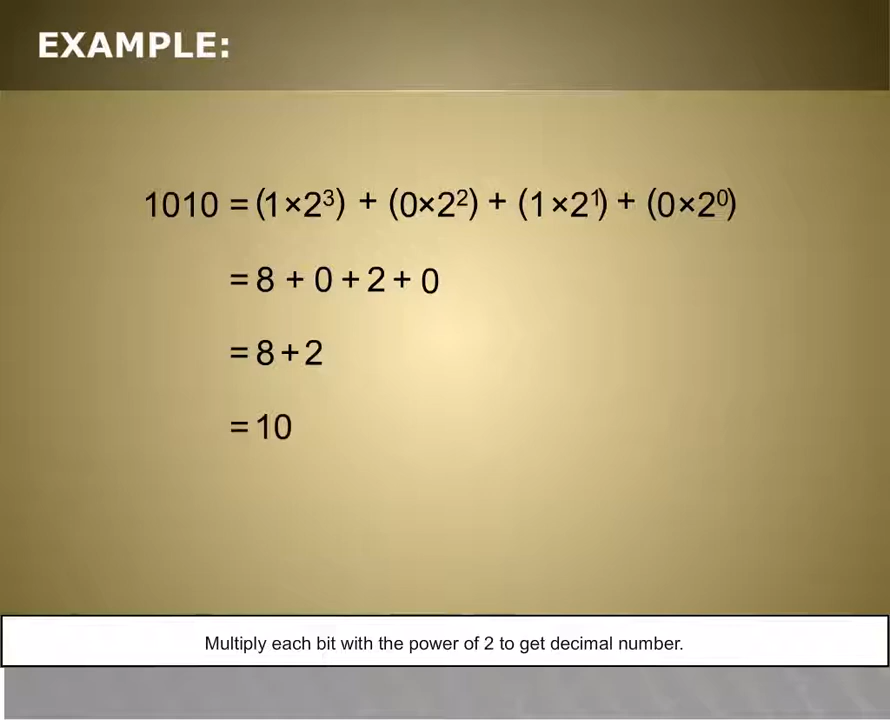 EXAMPLE:
1010 = (1×2³) + (0×2²) + (1×2¹) + (0×2⁰)
= 8 + 0 + 2 + 0
= 8 + 2
= 10
Multiply each bit with the power of 2 to get decimal number.